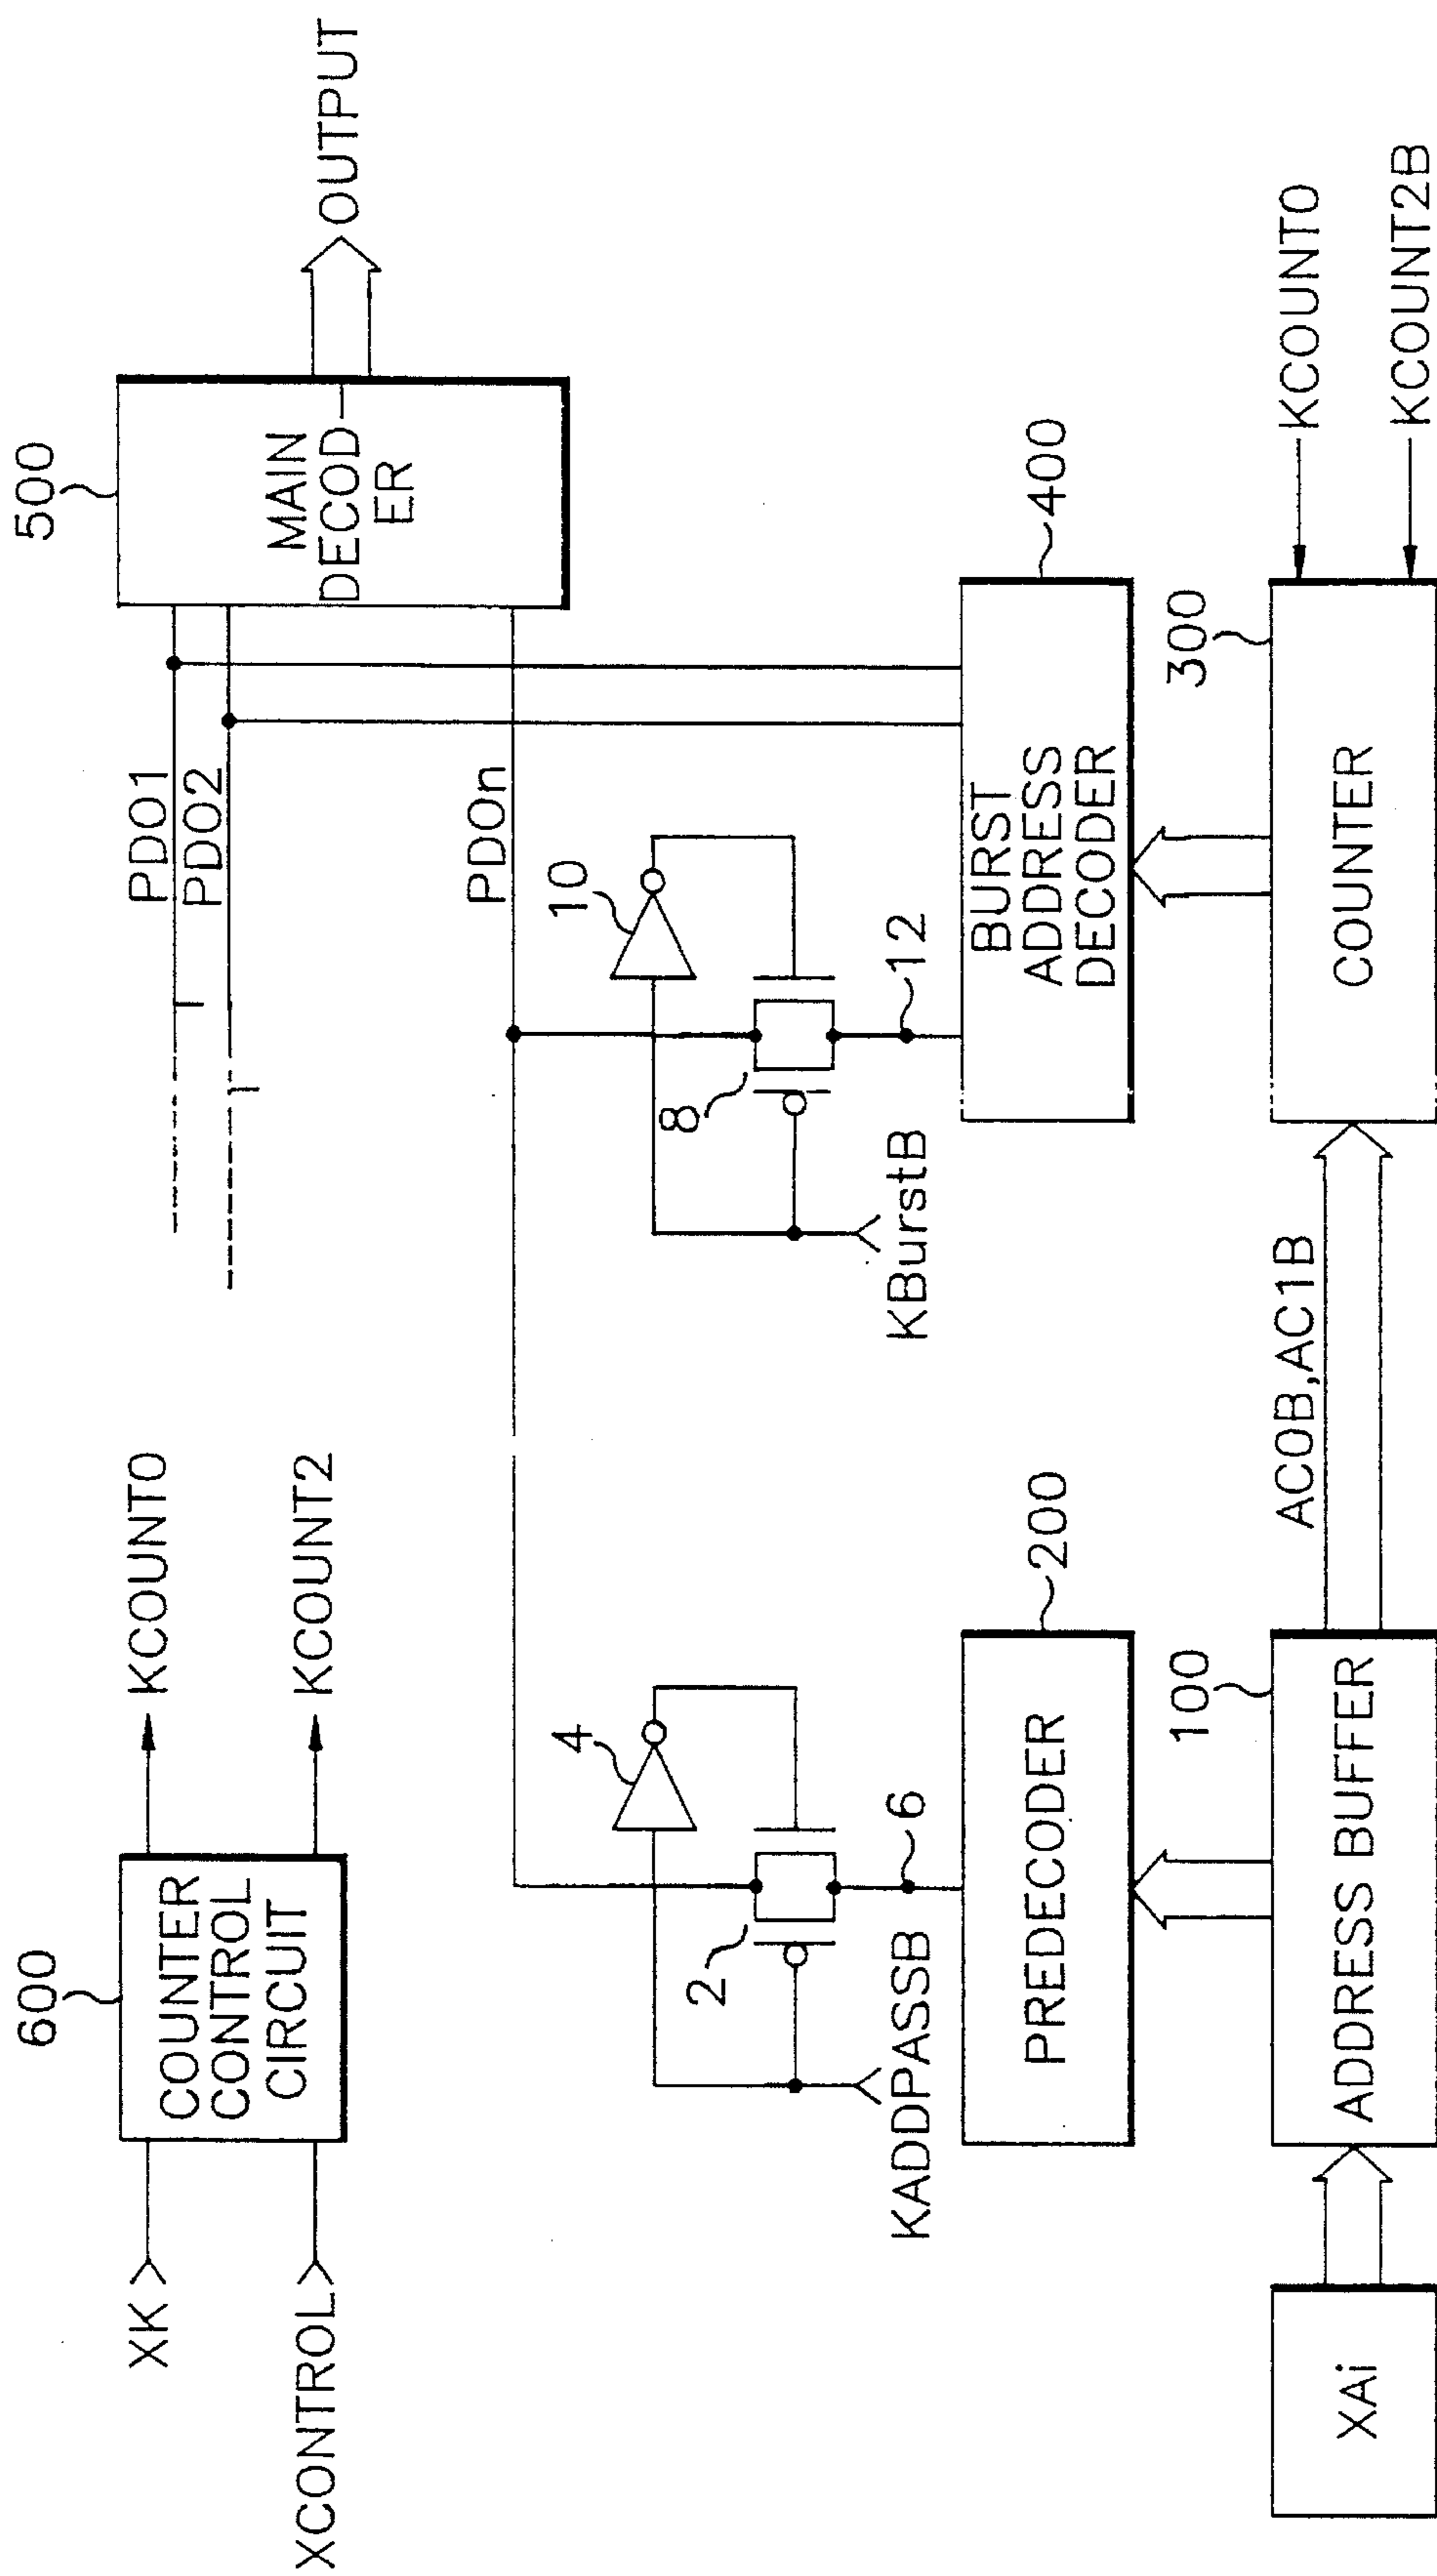 600
COUNTER
CONTROL
CIRCUIT
XK
XCONTROL
KCOUNT0
KCOUNT2
500
MAIN
DECOD–
ER
OUTPUT
PDO1
PDO2
PDOn
4
2
6
KADDPASSB
10
8
12
KBurstB
200
PREDECODER
400
BURST
ADDRESS
DECODER
100
ADDRESS BUFFER
XAi
AC0B,AC1B
300
COUNTER
KCOUNT0
KCOUNT2B